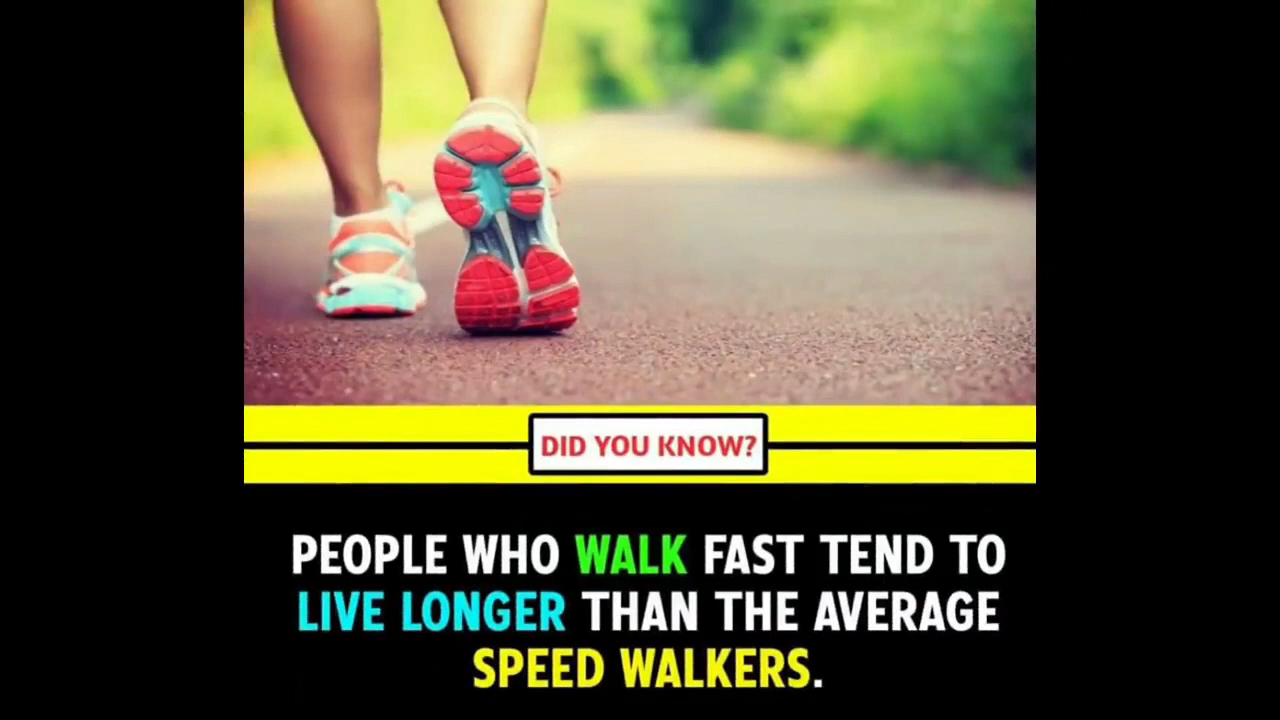 DID YOU KNOW?
PEOPLE WHO WALK FAST TEND TO
LIVE LONGER THAN THE AVERAGE
SPEED WALKERS.